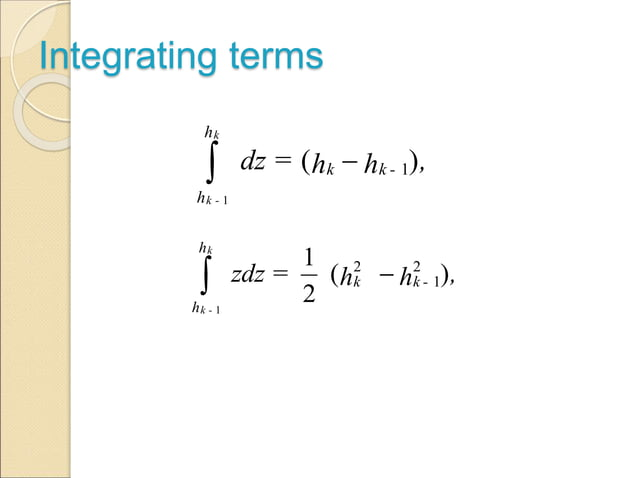 Integrating terms
∫_{h_{k-1}}^{h_k} dz = (h_k − h_{k-1}),
∫_{h_{k-1}}^{h_k} zdz = \frac{1}{2} (h_k^2 − h_{k-1}^2),